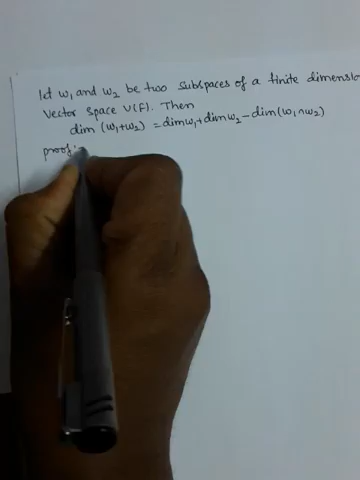 let W₁ and W₂ be two subspaces of a finite dimensio
Vector space V(F). Then
dim (W₁+W₂) = dimW₁+dimW₂-dim(W₁∩W₂)
proof: